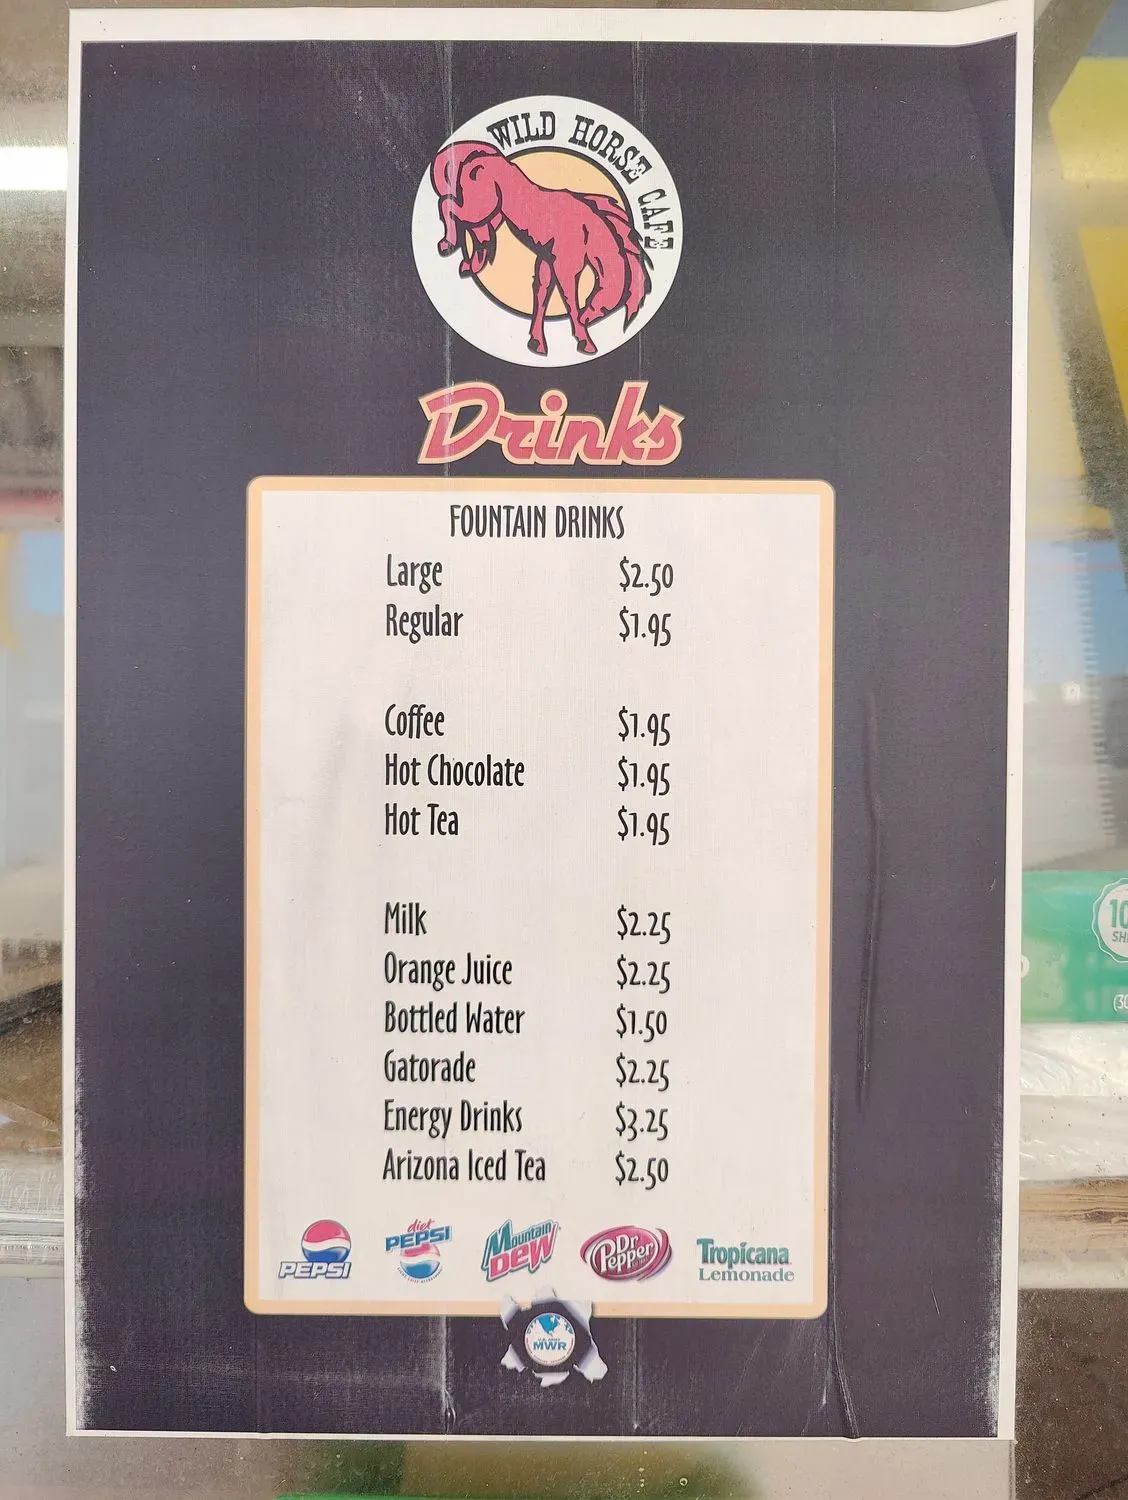 WILD HORSE CAFE
Drinks
FOUNTAIN DRINKS
Large $2.50
Regular $1.95
Coffee $1.95
Hot Chocolate $1.95
Hot Tea $1.95
Milk $2.25
Orange Juice $2.25
Bottled Water $1.50
Gatorade $2.25
Energy Drinks $3.25
Arizona Iced Tea $2.50
PEPSI
diet
PEPSI
Mountain
Dew
Dr
Pepper
Tropicana
Lemonade
U.S. ARMY
MWR
10